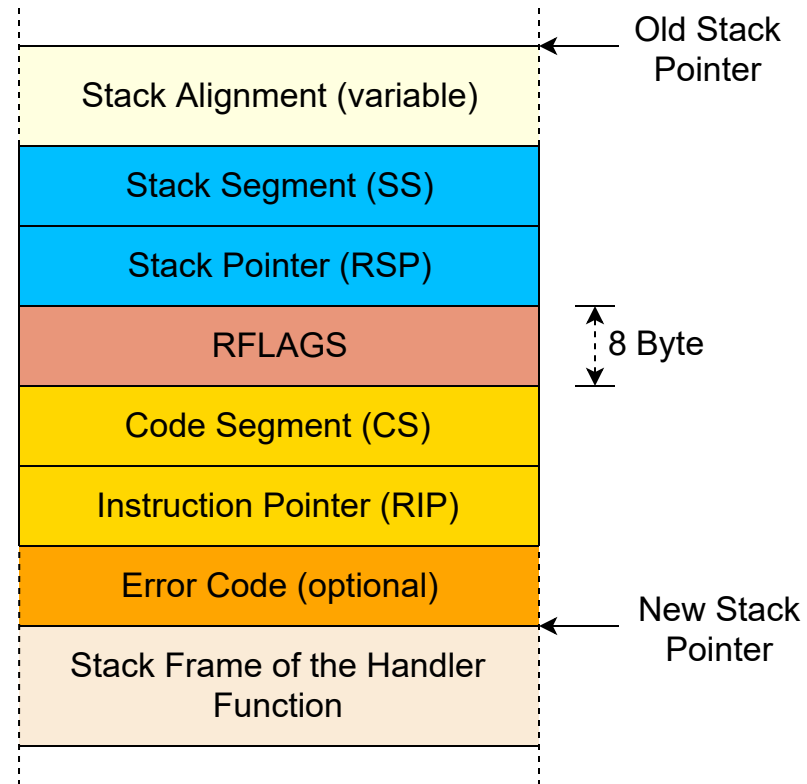 Old Stack
Pointer
Stack Alignment (variable)
Stack Segment (SS)
Stack Pointer (RSP)
RFLAGS
8 Byte
Code Segment (CS)
Instruction Pointer (RIP)
Error Code (optional)
New Stack
Pointer
Stack Frame of the Handler
Function